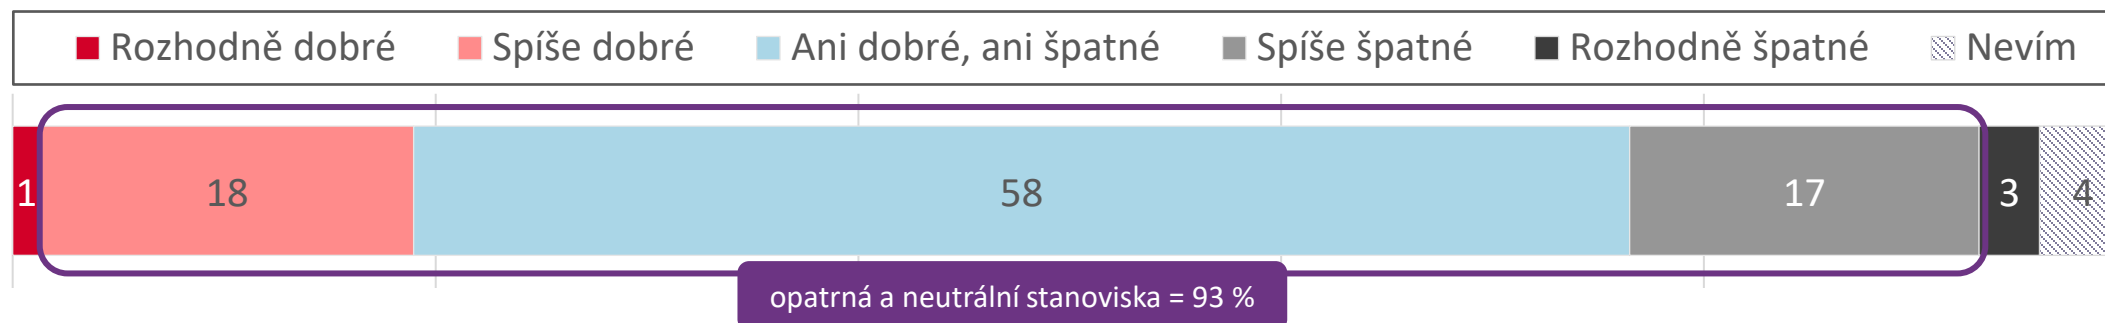 Rozhodně dobré Spíše dobré Ani dobré, ani špatné Spíše špatné Rozhodně špatné Nevím
1 18 58 17 3 4
opatrná a neutrální stanoviska = 93 %